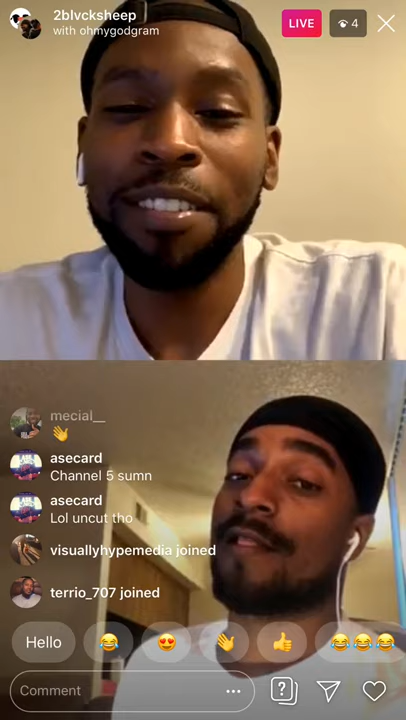 2blvcksheep
with ohmygodgram
LIVE
4
mecial__
👋
asecard
Channel 5 sumn
asecard
Lol uncut tho
visuallyhypemedia joined
terrio_707 joined
Hello 😂 😍 👋 👍 😂😂😂
Comment